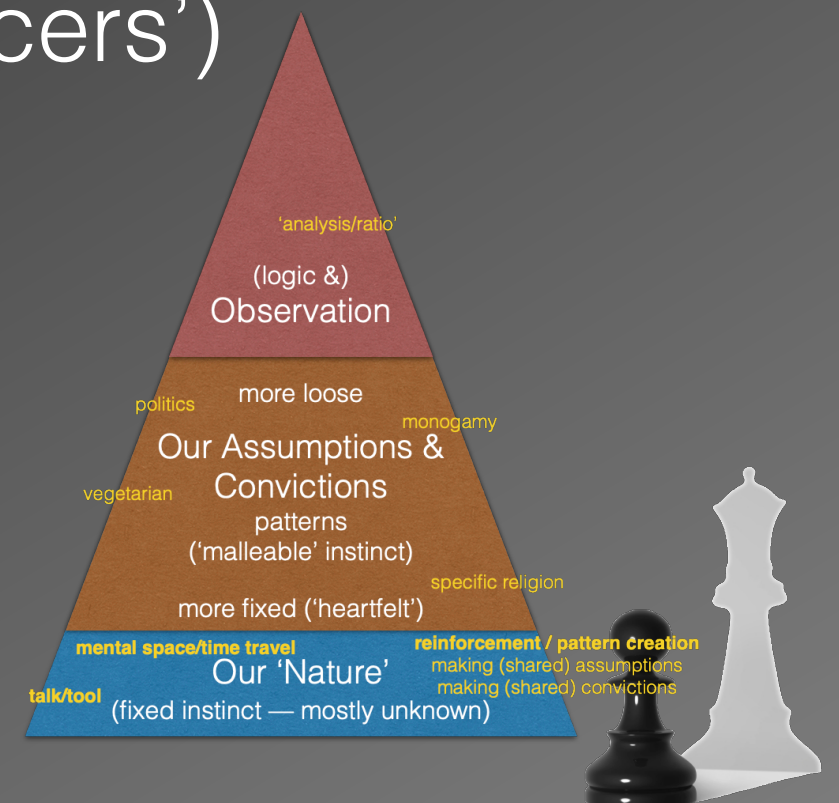 cers’)
‘analysis/ratio’
(logic &)
Observation
more loose
politics
monogamy
Our Assumptions &
Convictions
vegetarian
patterns
(‘malleable’ instinct)
specific religion
more fixed (‘heartfelt’)
mental space/time travel
reinforcement / pattern creation
Our ‘Nature’
making (shared) assumptions
making (shared) convictions
talk/tool
(fixed instinct — mostly unknown)